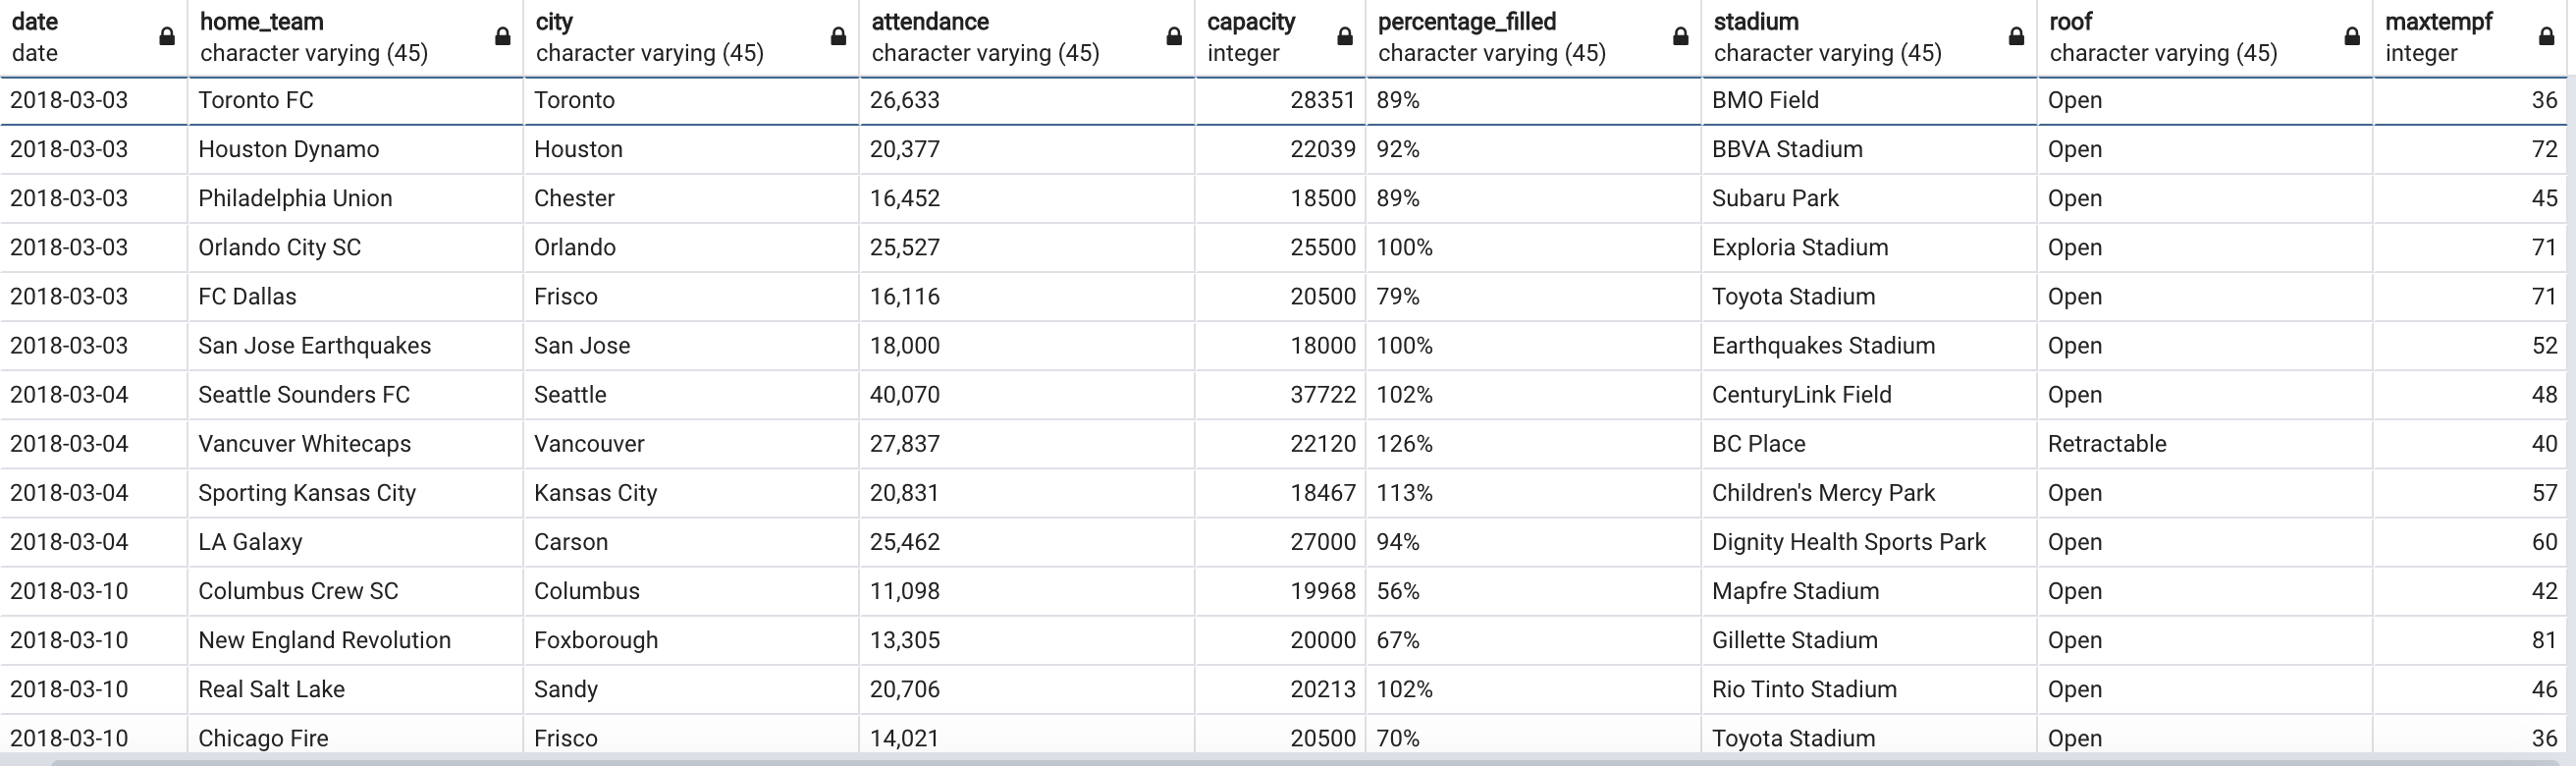 date home_team city attendance capacity percentage_filled stadium roof maxtempf
date character varying (45) character varying (45) character varying (45) integer character varying (45) character varying (45) character varying (45) integer
2018-03-03 Toronto FC Toronto 26,633 28351 89% BMO Field Open 36
2018-03-03 Houston Dynamo Houston 20,377 22039 92% BBVA Stadium Open 72
2018-03-03 Philadelphia Union Chester 16,452 18500 89% Subaru Park Open 45
2018-03-03 Orlando City SC Orlando 25,527 25500 100% Exploria Stadium Open 71
2018-03-03 FC Dallas Frisco 16,116 20500 79% Toyota Stadium Open 71
2018-03-03 San Jose Earthquakes San Jose 18,000 18000 100% Earthquakes Stadium Open 52
2018-03-04 Seattle Sounders FC Seattle 40,070 37722 102% CenturyLink Field Open 48
2018-03-04 Vancuver Whitecaps Vancouver 27,837 22120 126% BC Place Retractable 40
2018-03-04 Sporting Kansas City Kansas City 20,831 18467 113% Children's Mercy Park Open 57
2018-03-04 LA Galaxy Carson 25,462 27000 94% Dignity Health Sports Park Open 60
2018-03-10 Columbus Crew SC Columbus 11,098 19968 56% Mapfre Stadium Open 42
2018-03-10 New England Revolution Foxborough 13,305 20000 67% Gillette Stadium Open 81
2018-03-10 Real Salt Lake Sandy 20,706 20213 102% Rio Tinto Stadium Open 46
2018-03-10 Chicago Fire Frisco 14,021 20500 70% Toyota Stadium Open 36